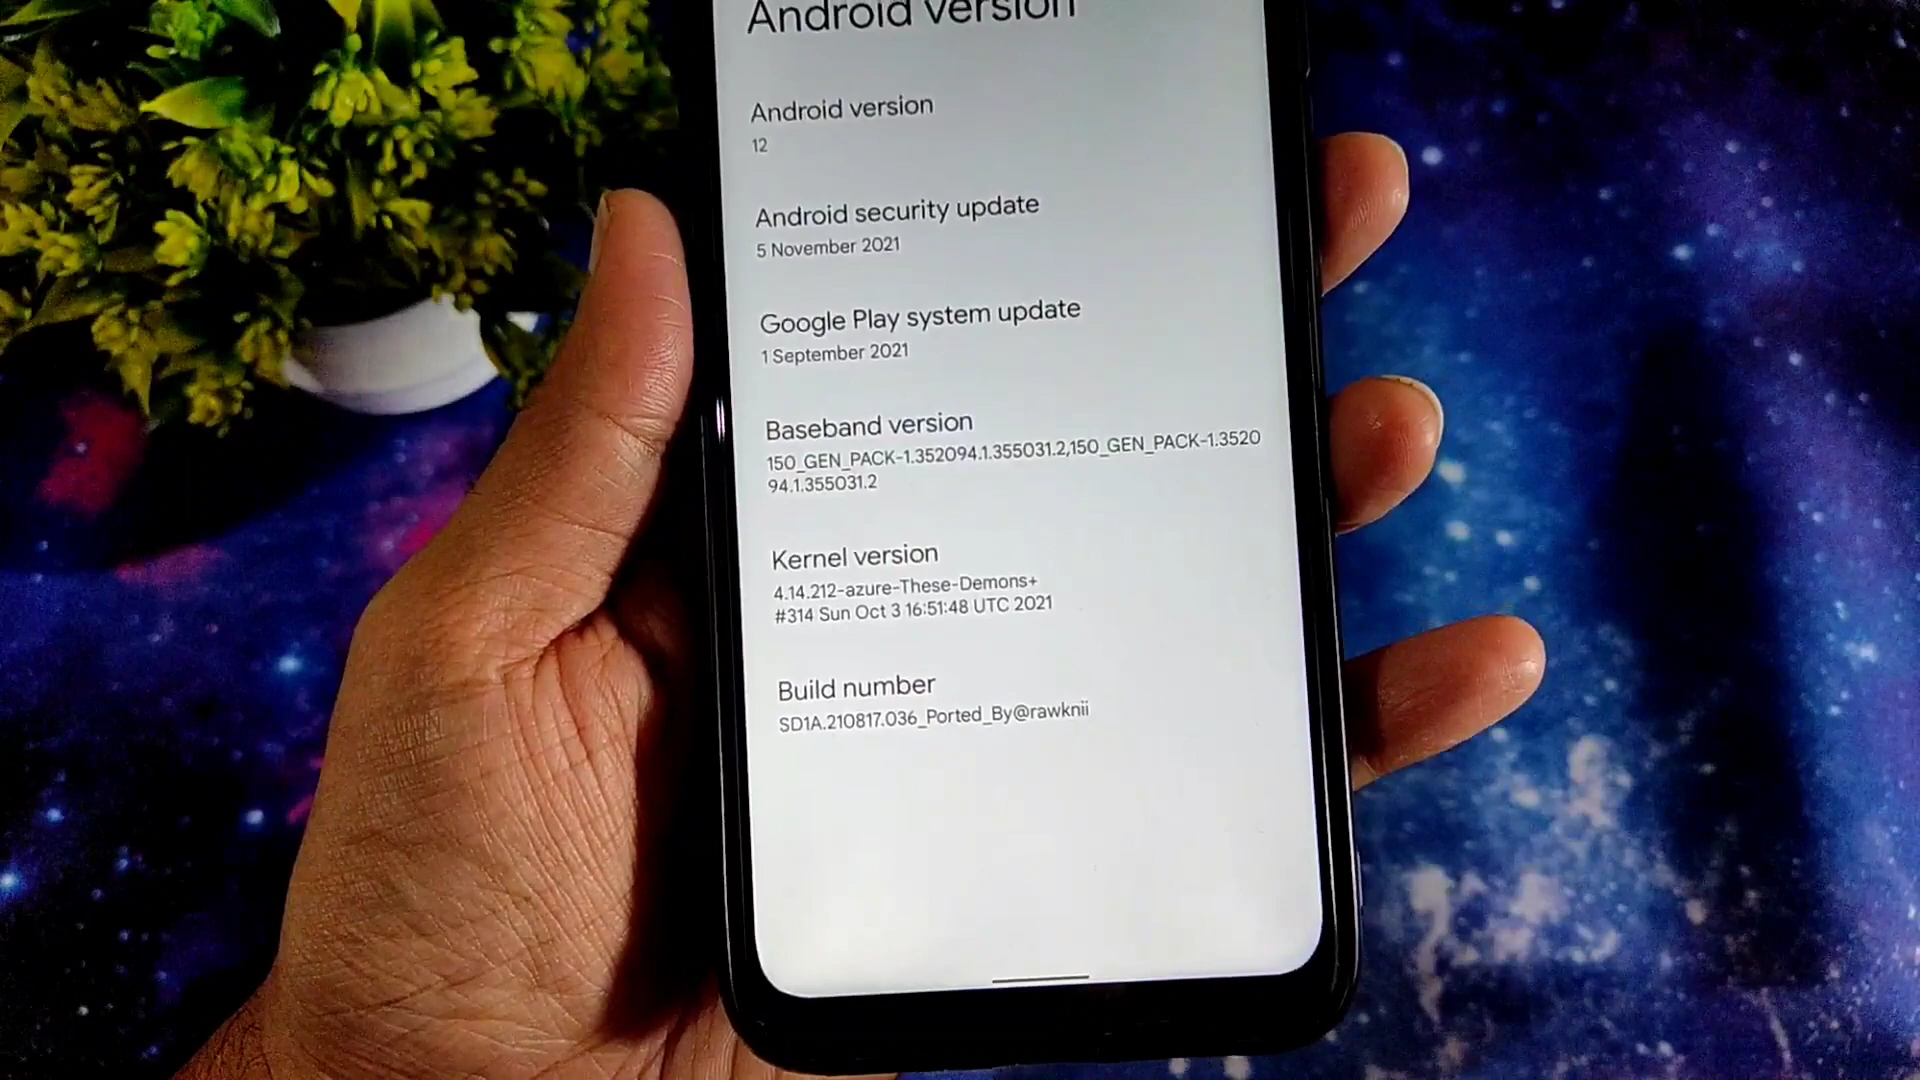 Android version
Android version
12
Android security update
5 November 2021
Google Play system update
1 September 2021
Baseband version
150_GEN_PACK-1.352094.1.355031.2,150_GEN_PACK-1.3520
94.1.355031.2
Kernel version
4.14.212-azure-These-Demons+
#314 Sun Oct 3 16:51:48 UTC 2021
Build number
SD1A.210817.036_Ported_By@rawknii